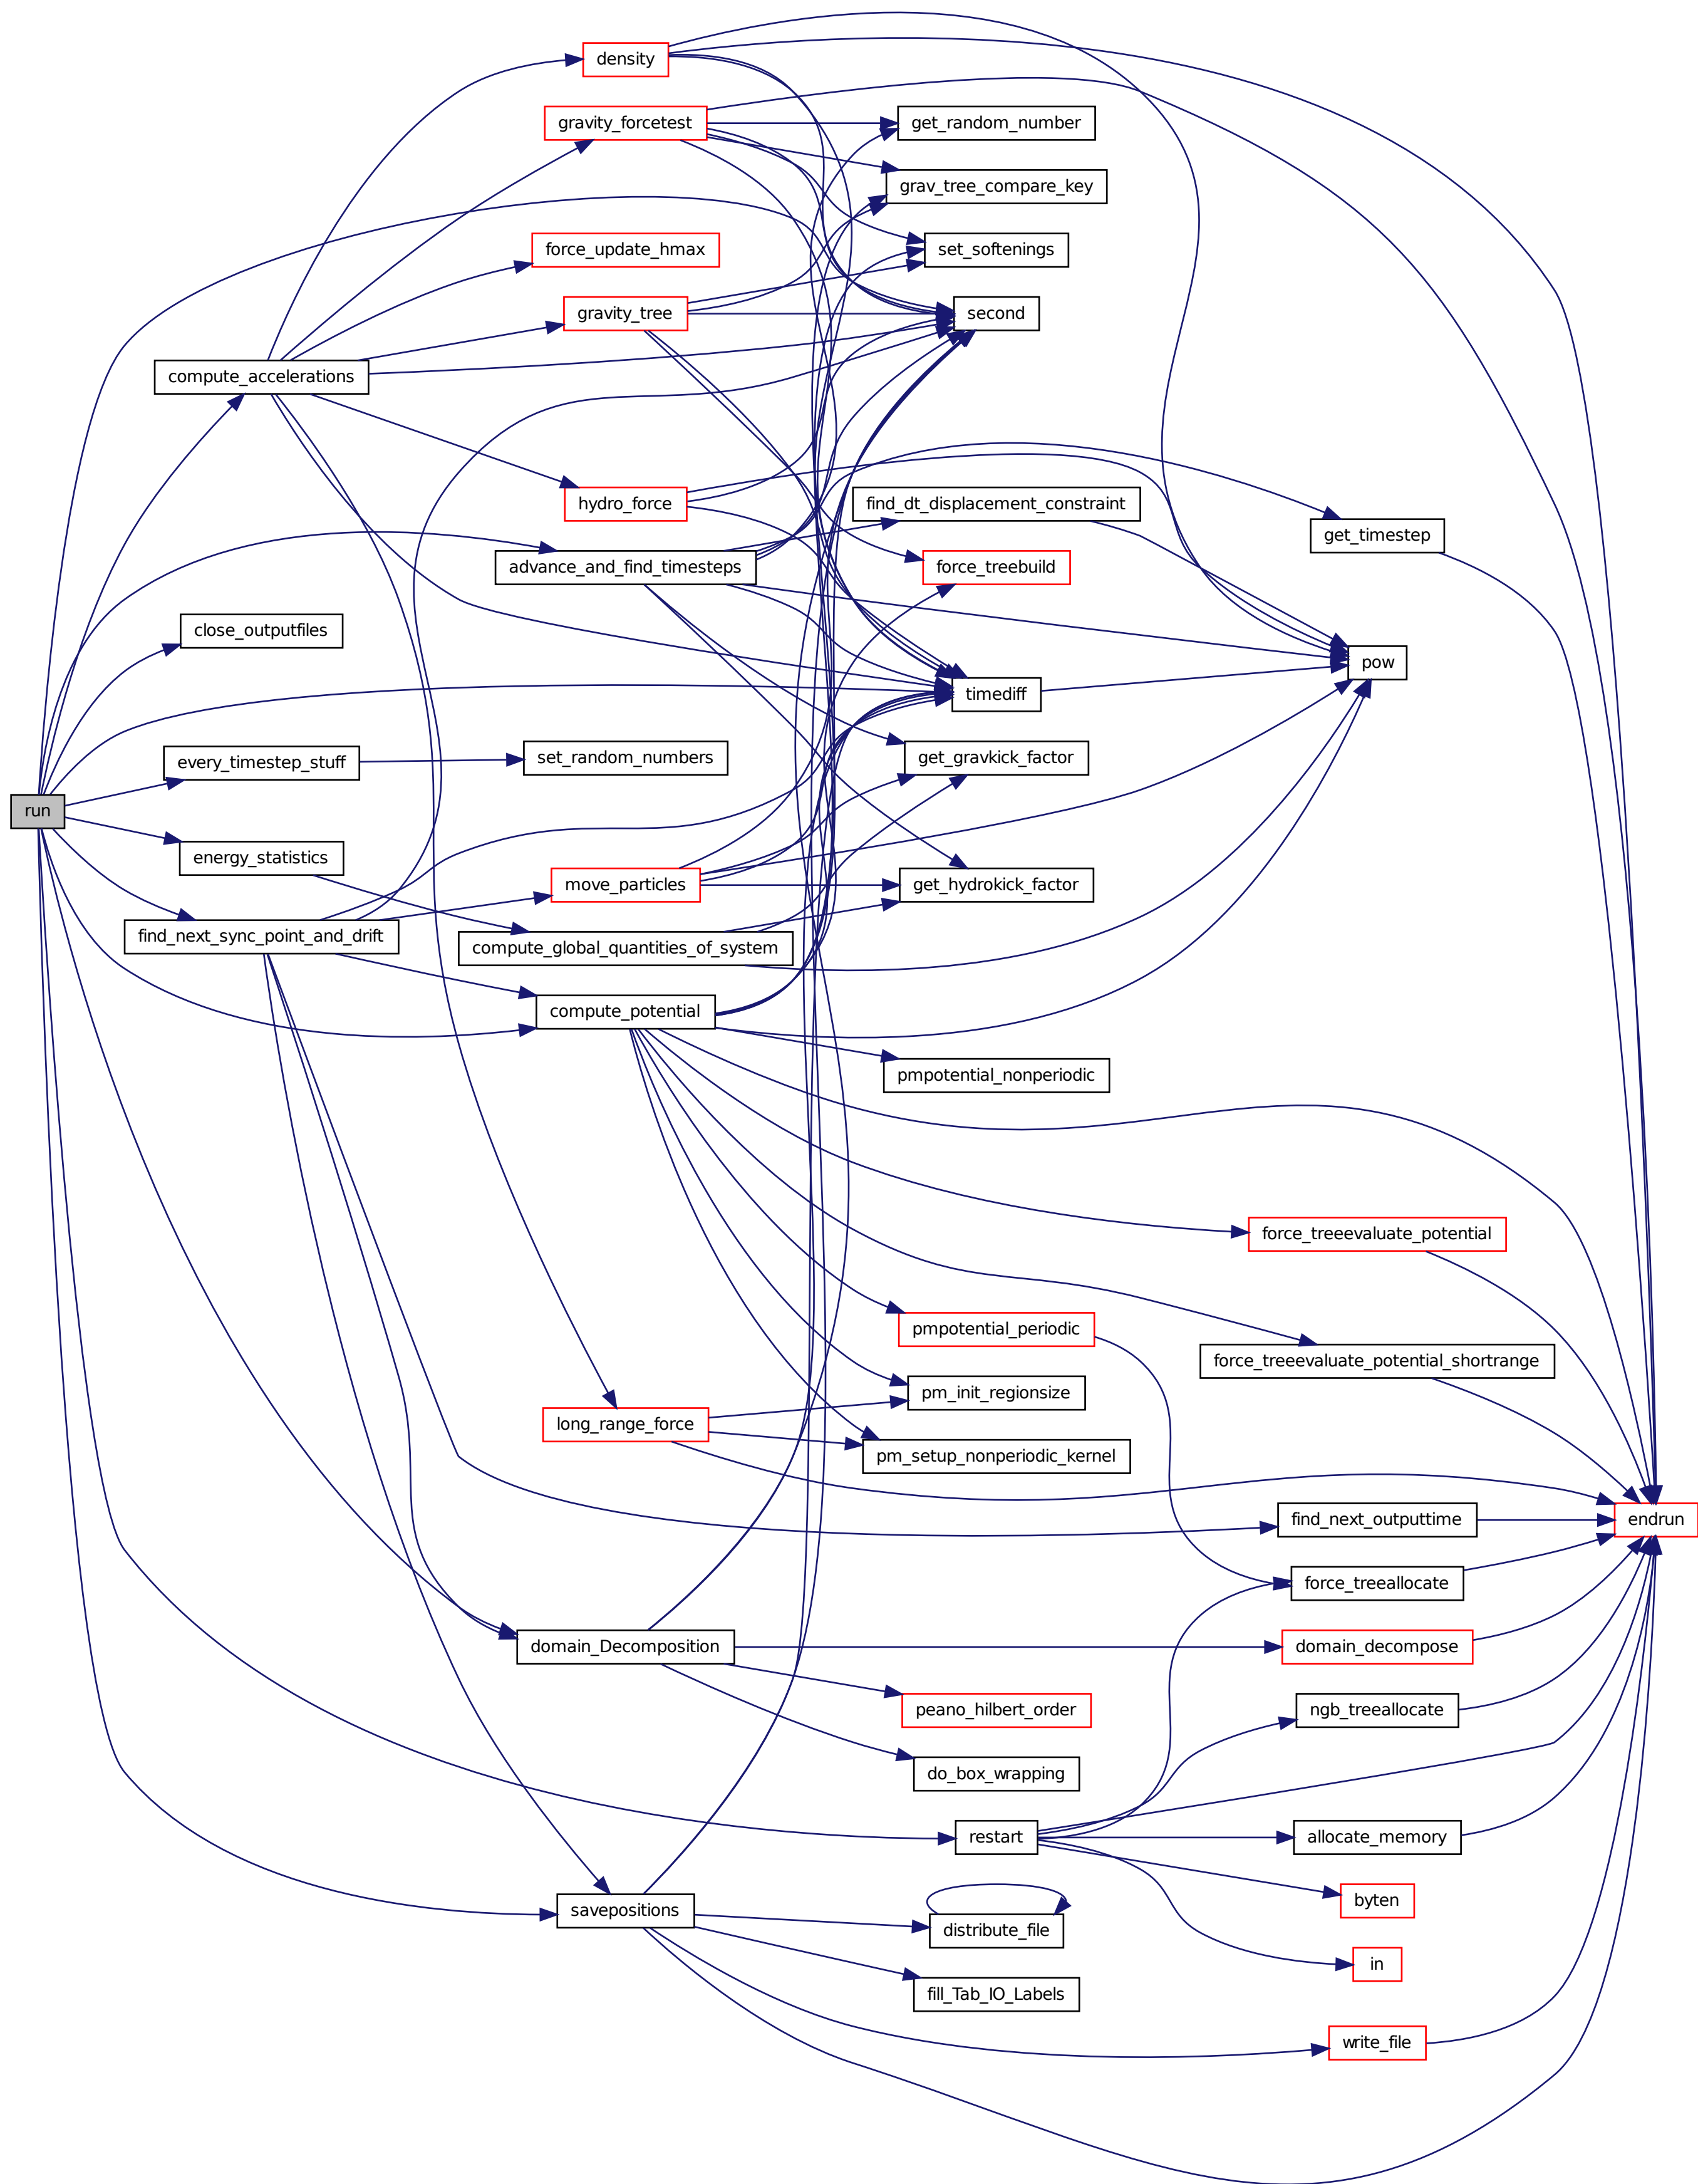 density
gravity_forcetest
get_random_number
grav_tree_compare_key
force_update_hmax
set_softenings
gravity_tree
second
compute_accelerations
hydro_force
find_dt_displacement_constraint
get_timestep
advance_and_find_timesteps
force_treebuild
close_outputfiles
pow
timediff
every_timestep_stuff
set_random_numbers
get_gravkick_factor
run
energy_statistics
move_particles
get_hydrokick_factor
find_next_sync_point_and_drift
compute_global_quantities_of_system
compute_potential
pmpotential_nonperiodic
force_treeevaluate_potential
pmpotential_periodic
force_treeevaluate_potential_shortrange
pm_init_regionsize
long_range_force
pm_setup_nonperiodic_kernel
find_next_outputtime
endrun
force_treeallocate
domain_Decomposition
domain_decompose
peano_hilbert_order
ngb_treeallocate
do_box_wrapping
restart
allocate_memory
byten
savepositions
distribute_file
in
fill_Tab_IO_Labels
write_file